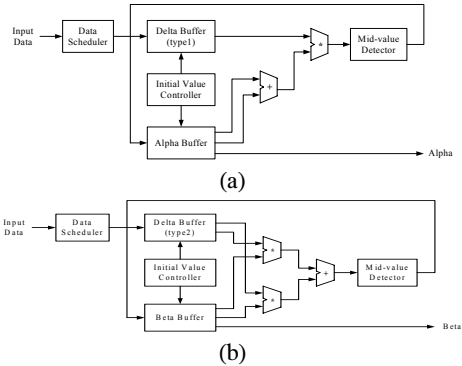 Input
Data
Data
Scheduler
Delta Buffer
(type1)
*
Mid-value
Detector
Initial Value
Controller
+
Alpha Buffer
Alpha
(a)
Input
Data
Data
Scheduler
Delta Buffer
(type2)
*
Initial Value
Controller
+
Mid-value
Detector
*
Beta Buffer
Beta
(b)